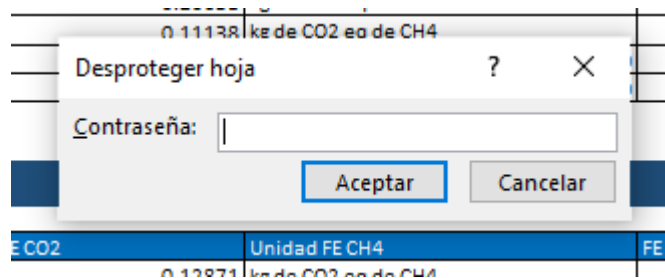 0.11138 kg de CO2 eq de CH4
Desproteger hoja ? ×
Contraseña:
Aceptar Cancelar
E CO2 Unidad FE CH4 FE
0.12871 kg de CO2 eq de CH4